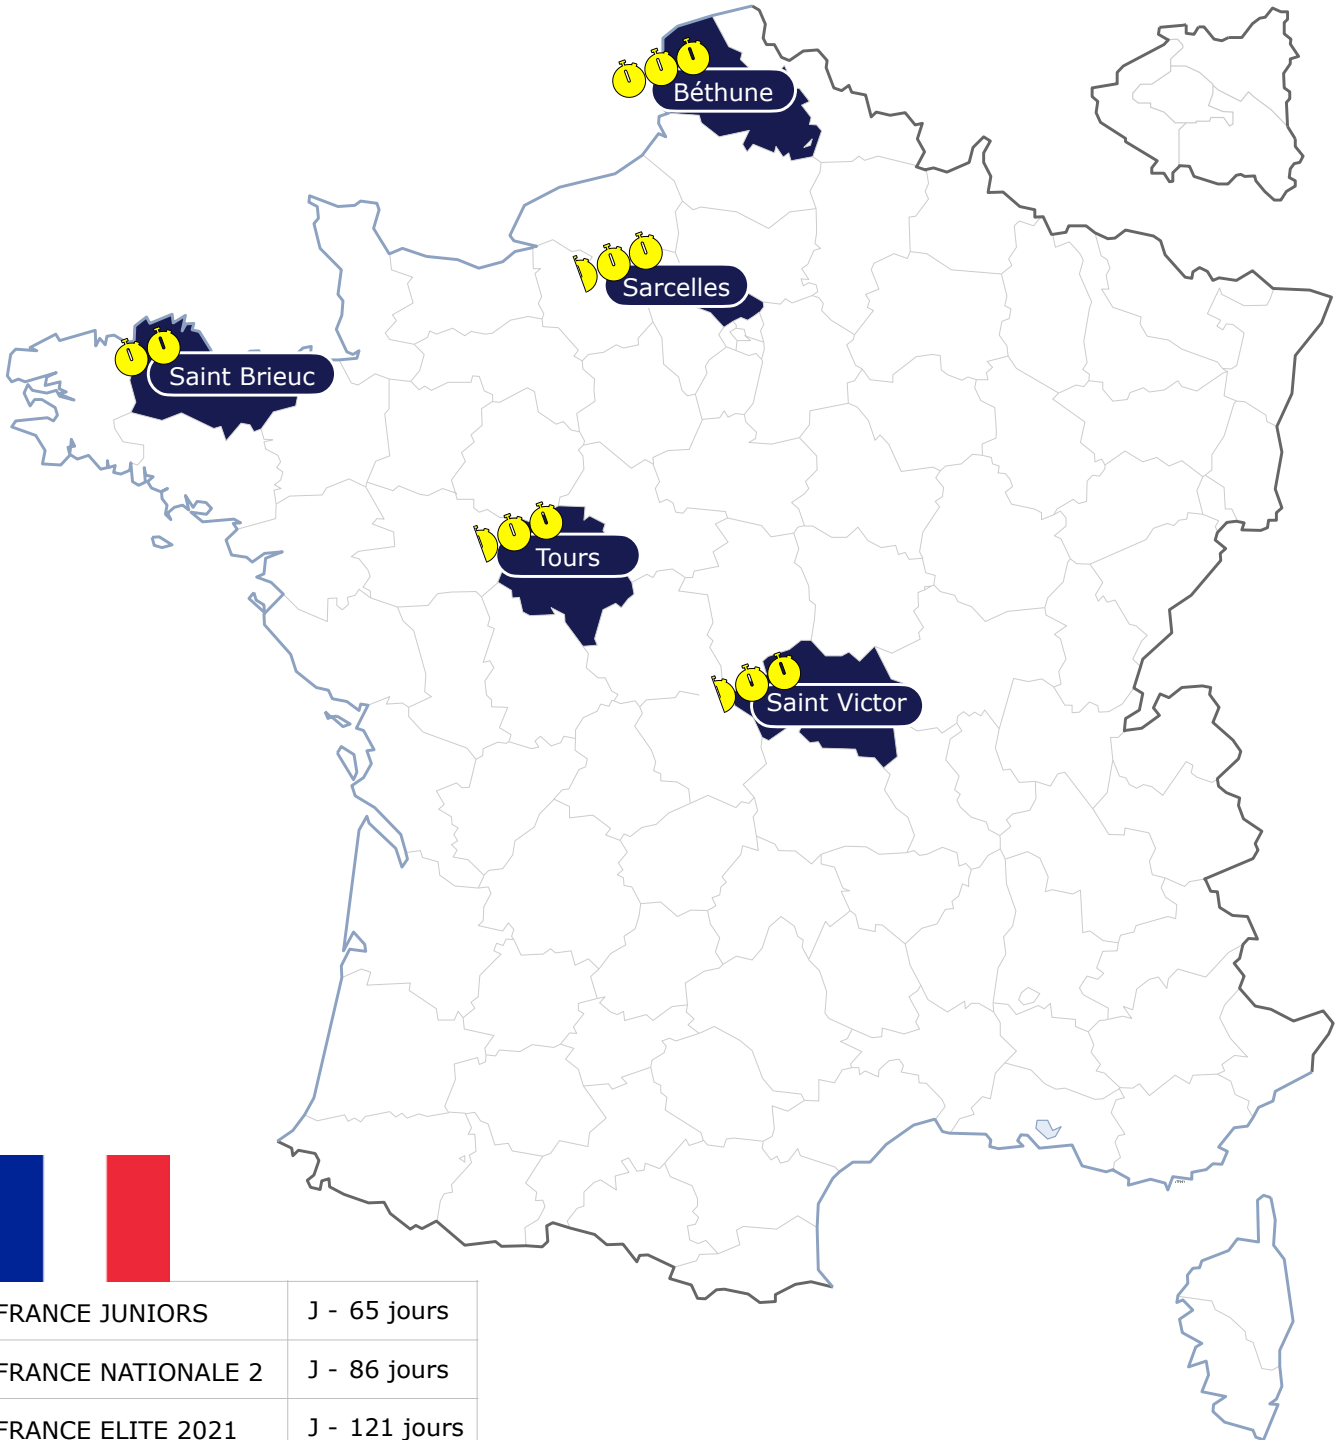 Béthune
Sarcelles
Saint Brieuc
Tours
Saint Victor
FRANCE JUNIORS J - 65 jours
FRANCE NATIONALE 2 J - 86 jours
FRANCE ELITE 2021 J - 121 jours